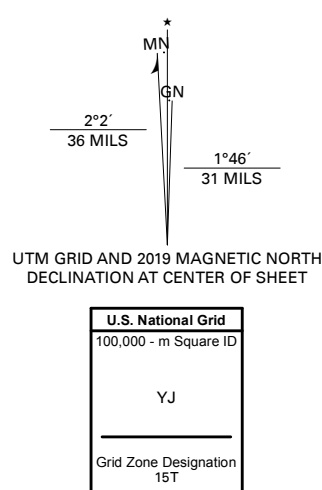 MN
GN
2°2´
36 MILS
1°46´
31 MILS
UTM GRID AND 2019 MAGNETIC NORTH
DECLINATION AT CENTER OF SHEET
U.S. National Grid
100,000 - m Square ID
YJ
Grid Zone Designation
15T